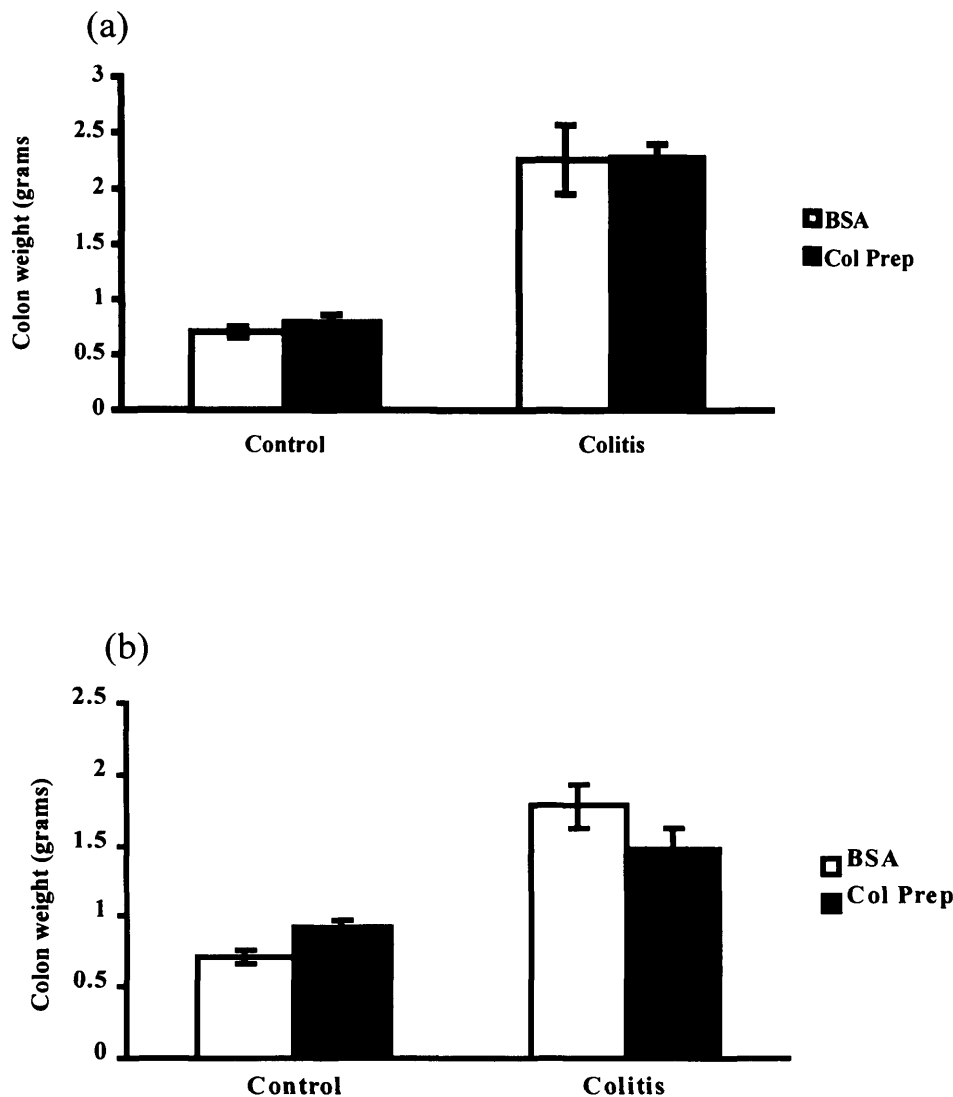 (a)
Colon weight (grams
3
2.5
2
1.5
1
0.5
0
Control
Colitis
BSA
Col Prep
(b)
Colon weight (grams)
2.5
2
1.5
1
0.5
0
Control
Colitis
BSA
Col Prep